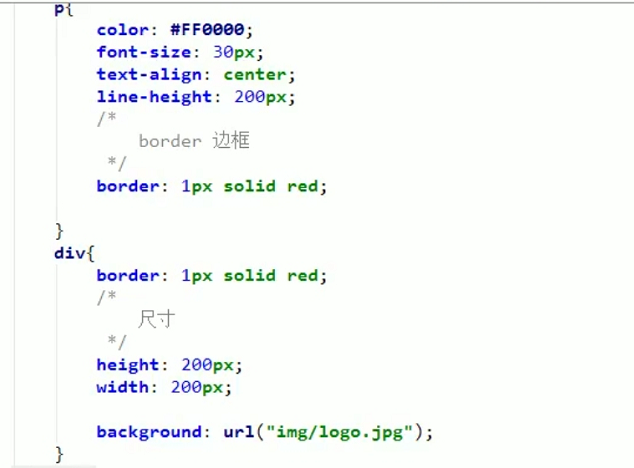 p{
color: #FF0000;
font-size: 30px;
text-align: center;
line-height: 200px;
/*
border 边框
*/
border: 1px solid red;
}
div{
border: 1px solid red;
/*
尺寸
*/
height: 200px;
width: 200px;
background: url("img/logo.jpg");
}